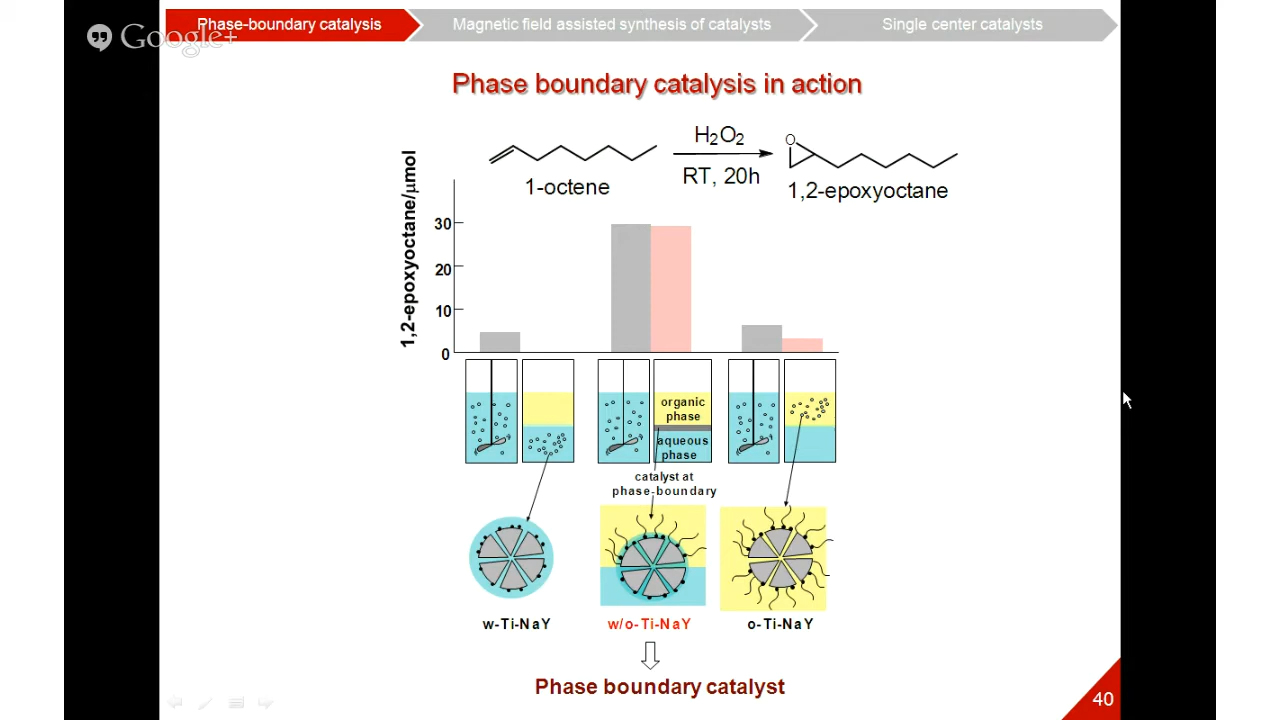 Phase-boundary catalysis
Magnetic field assisted synthesis of catalysts
Single center catalysts
Google+
Phase boundary catalysis in action
H2O2
O
1-octene
RT, 20h
1,2-epoxyoctane
1,2-epoxyoctane/μmol
30
20
10
0
organic
phase
aqueous
phase
catalyst at
phase-boundary
w-Ti-NaY
w/o-Ti-NaY
o-Ti-NaY
Phase boundary catalyst
40